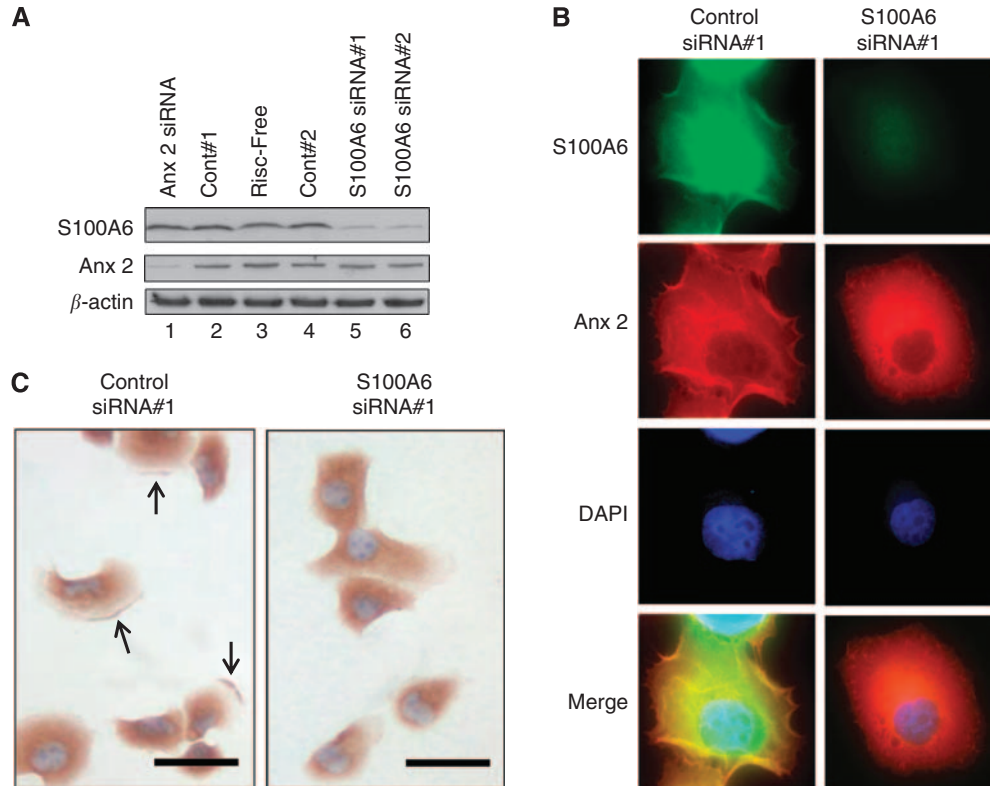 A
Anx 2 siRNA
Cont#1
Risc-Free
Cont#2
S100A6 siRNA#1
S100A6 siRNA#2
S100A6
Anx 2
β-actin
1 2 3 4 5 6
B
Control
siRNA#1
S100A6
siRNA#1
S100A6
Anx 2
DAPI
Merge
C
Control
siRNA#1
S100A6
siRNA#1